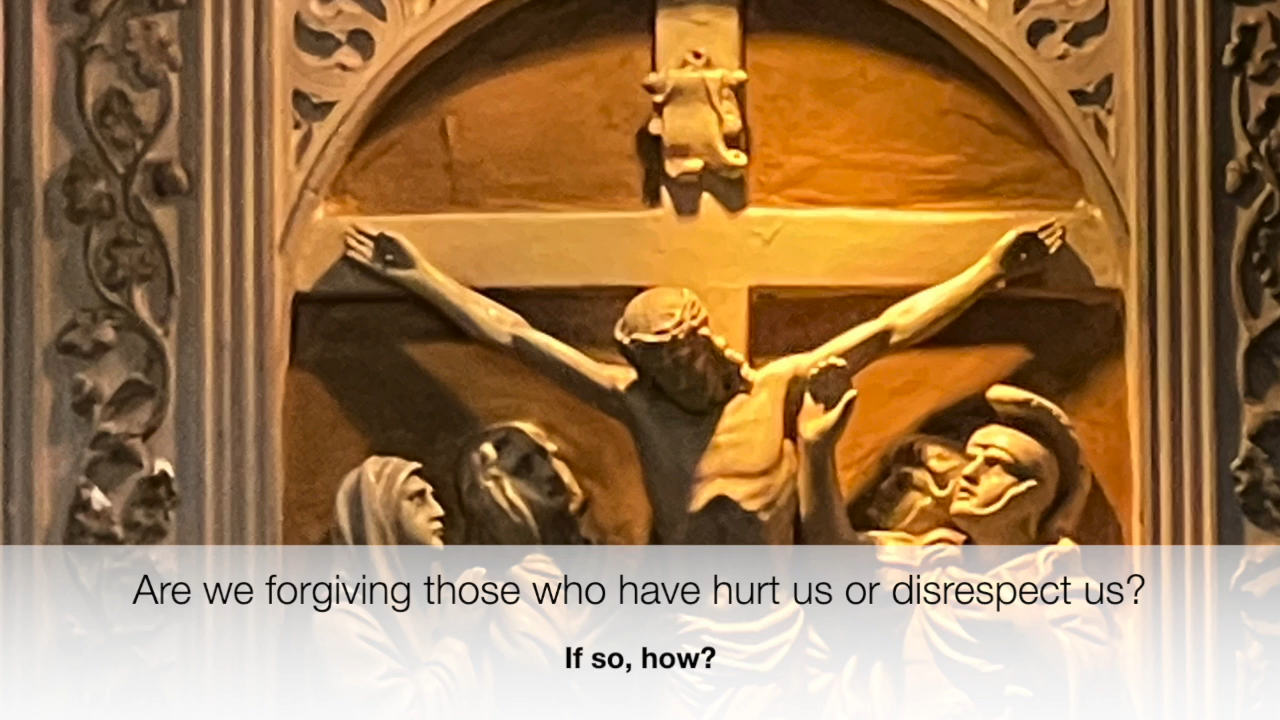 Are we forgiving those who have hurt us or disrespect us?
If so, how?